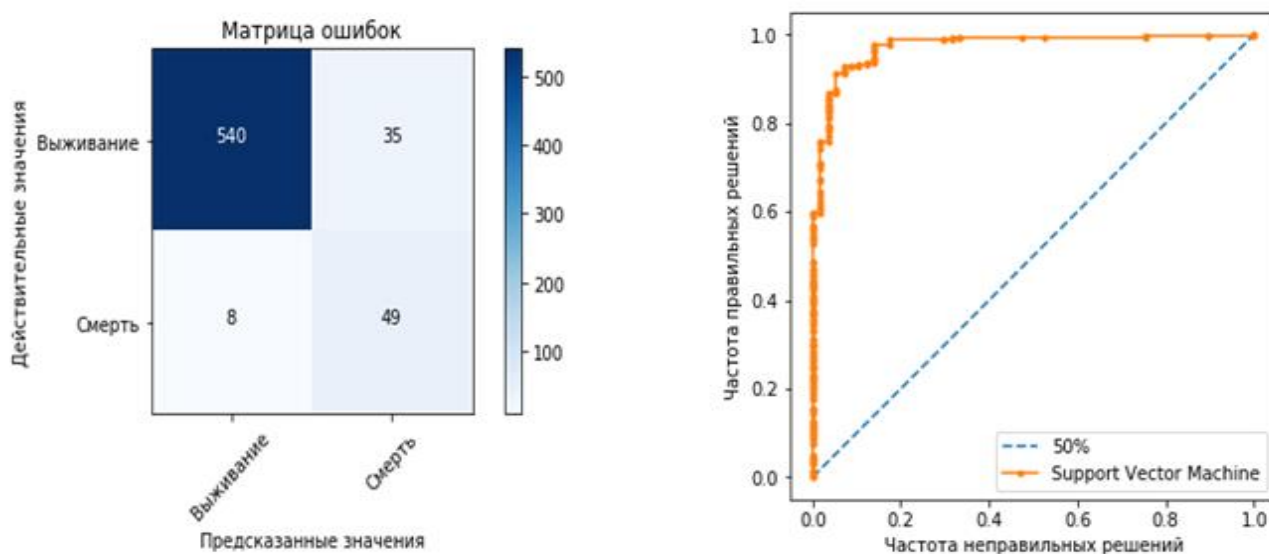 Матрица ошибок
Действительные значения
Выживание
Смерть
540
35
8
49
500
400
300
200
100
Выживание
Смерть
Предсказанные значения
Частота правильных решений
1.0
0.8
0.6
0.4
0.2
0.0
50%
Support Vector Machine
0.0
0.2
0.4
0.6
0.8
1.0
Частота неправильных решений